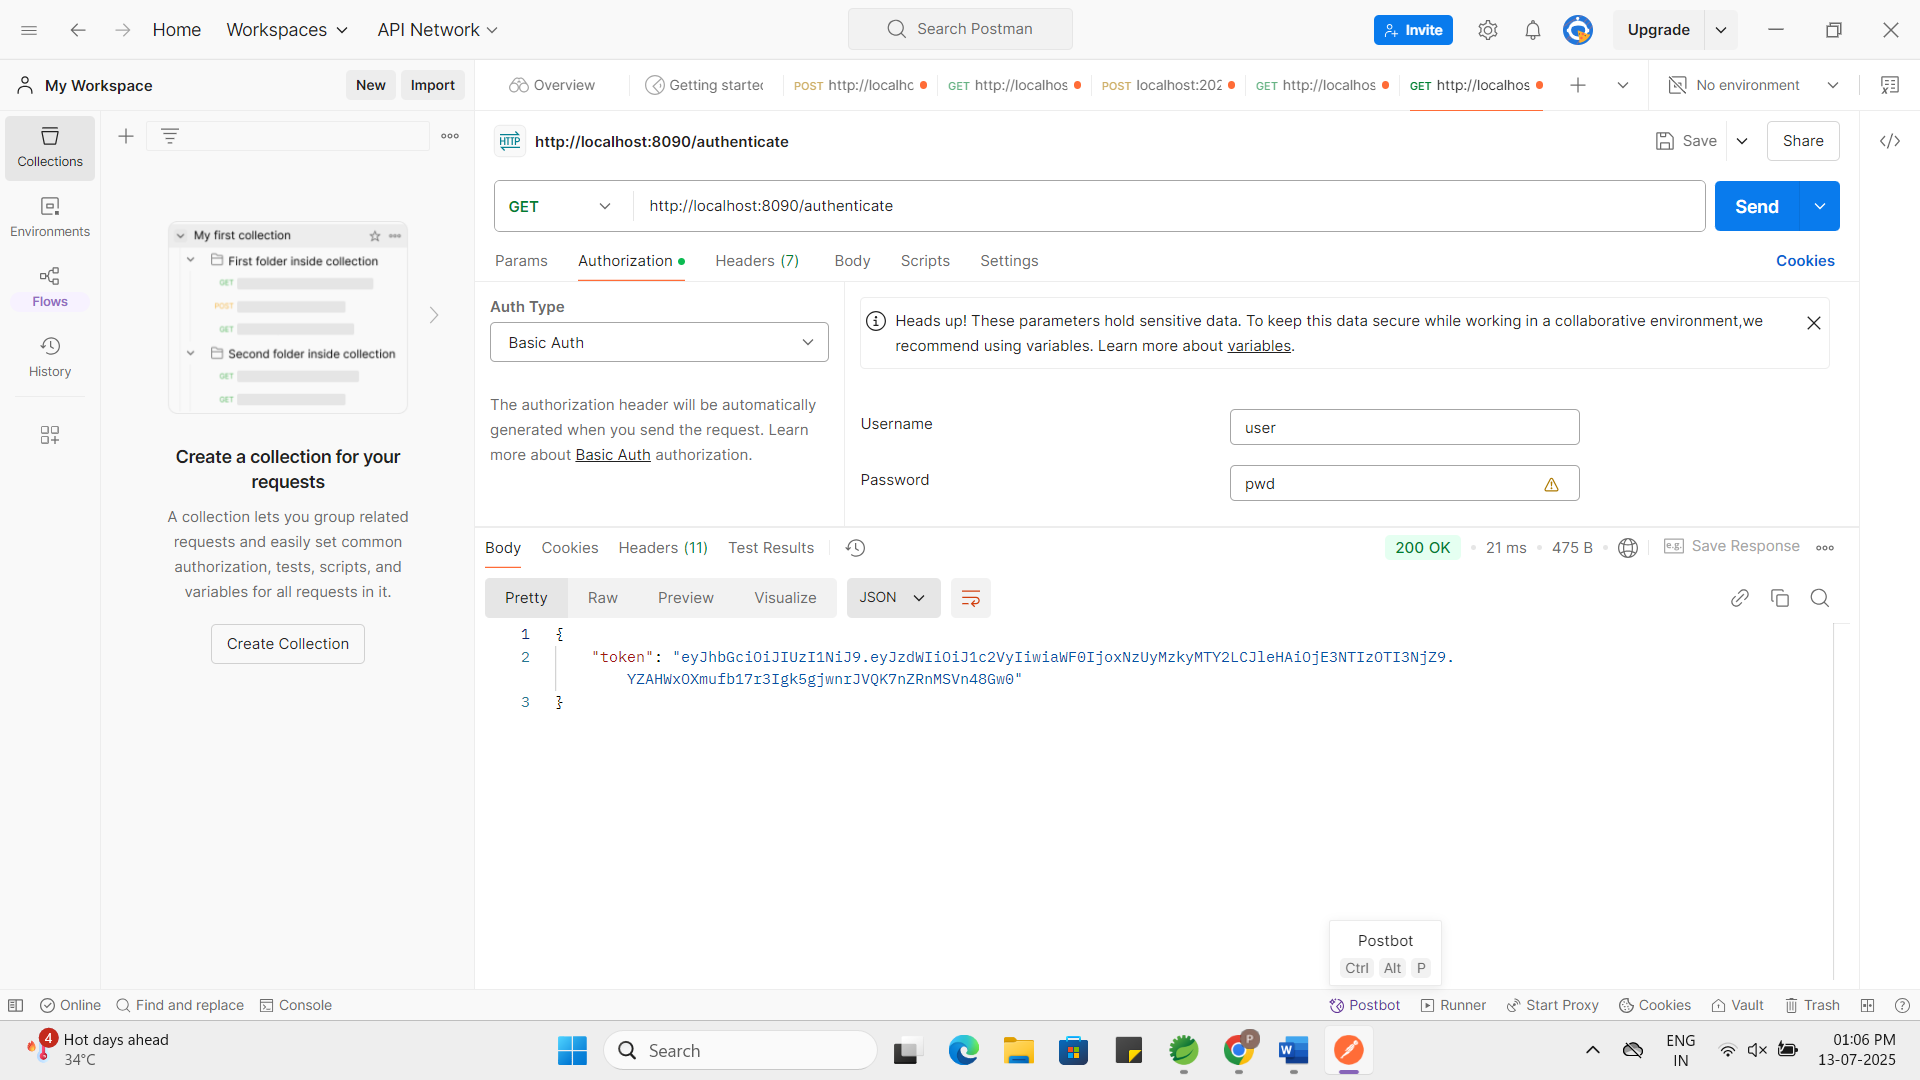 Home Workspaces API Network Search Postman Invite Upgrade
My Workspace New Import Overview Getting started POST http://localhc GET http://localhos POST localhost:202 GET http://localhos GET http://localhos No environment
Collections
Environments
Flows
History
My first collection
First folder inside collection
GET
POST
GET
Second folder inside collection
GET
GET
Create a collection for your
requests
A collection lets you group related
requests and easily set common
authorization, tests, scripts, and
variables for all requests in it.
Create Collection
HTTP http://localhost:8090/authenticate Save Share
GET http://localhost:8090/authenticate Send
Params Authorization Headers (7) Body Scripts Settings Cookies
Auth Type
Basic Auth
The authorization header will be automatically
generated when you send the request. Learn
more about Basic Auth authorization.
Heads up! These parameters hold sensitive data. To keep this data secure while working in a collaborative environment,we
recommend using variables. Learn more about variables.
Username user
Password pwd
Body Cookies Headers (11) Test Results 200 OK 21 ms 475 B e.g. Save Response
Pretty Raw Preview Visualize JSON
1 {
2 "token": "eyJhbGciOiJIUzI1NiJ9.eyJzdWIiOiJ1c2VyIiwiaWF0IjoxNzUyMzkyMTY2LCJleHAiOjE3NTIzOTI3NjZ9.
YZAHWxOXmufb17r3Igk5gjwnrJVQK7nZRnMSVn48Gw0"
3 }
Postbot
Ctrl Alt P
Online Find and replace Console Postbot Runner Start Proxy Cookies Vault Trash
4 Hot days ahead
34°C
Search
P
W
ENG
IN
01:06 PM
13-07-2025